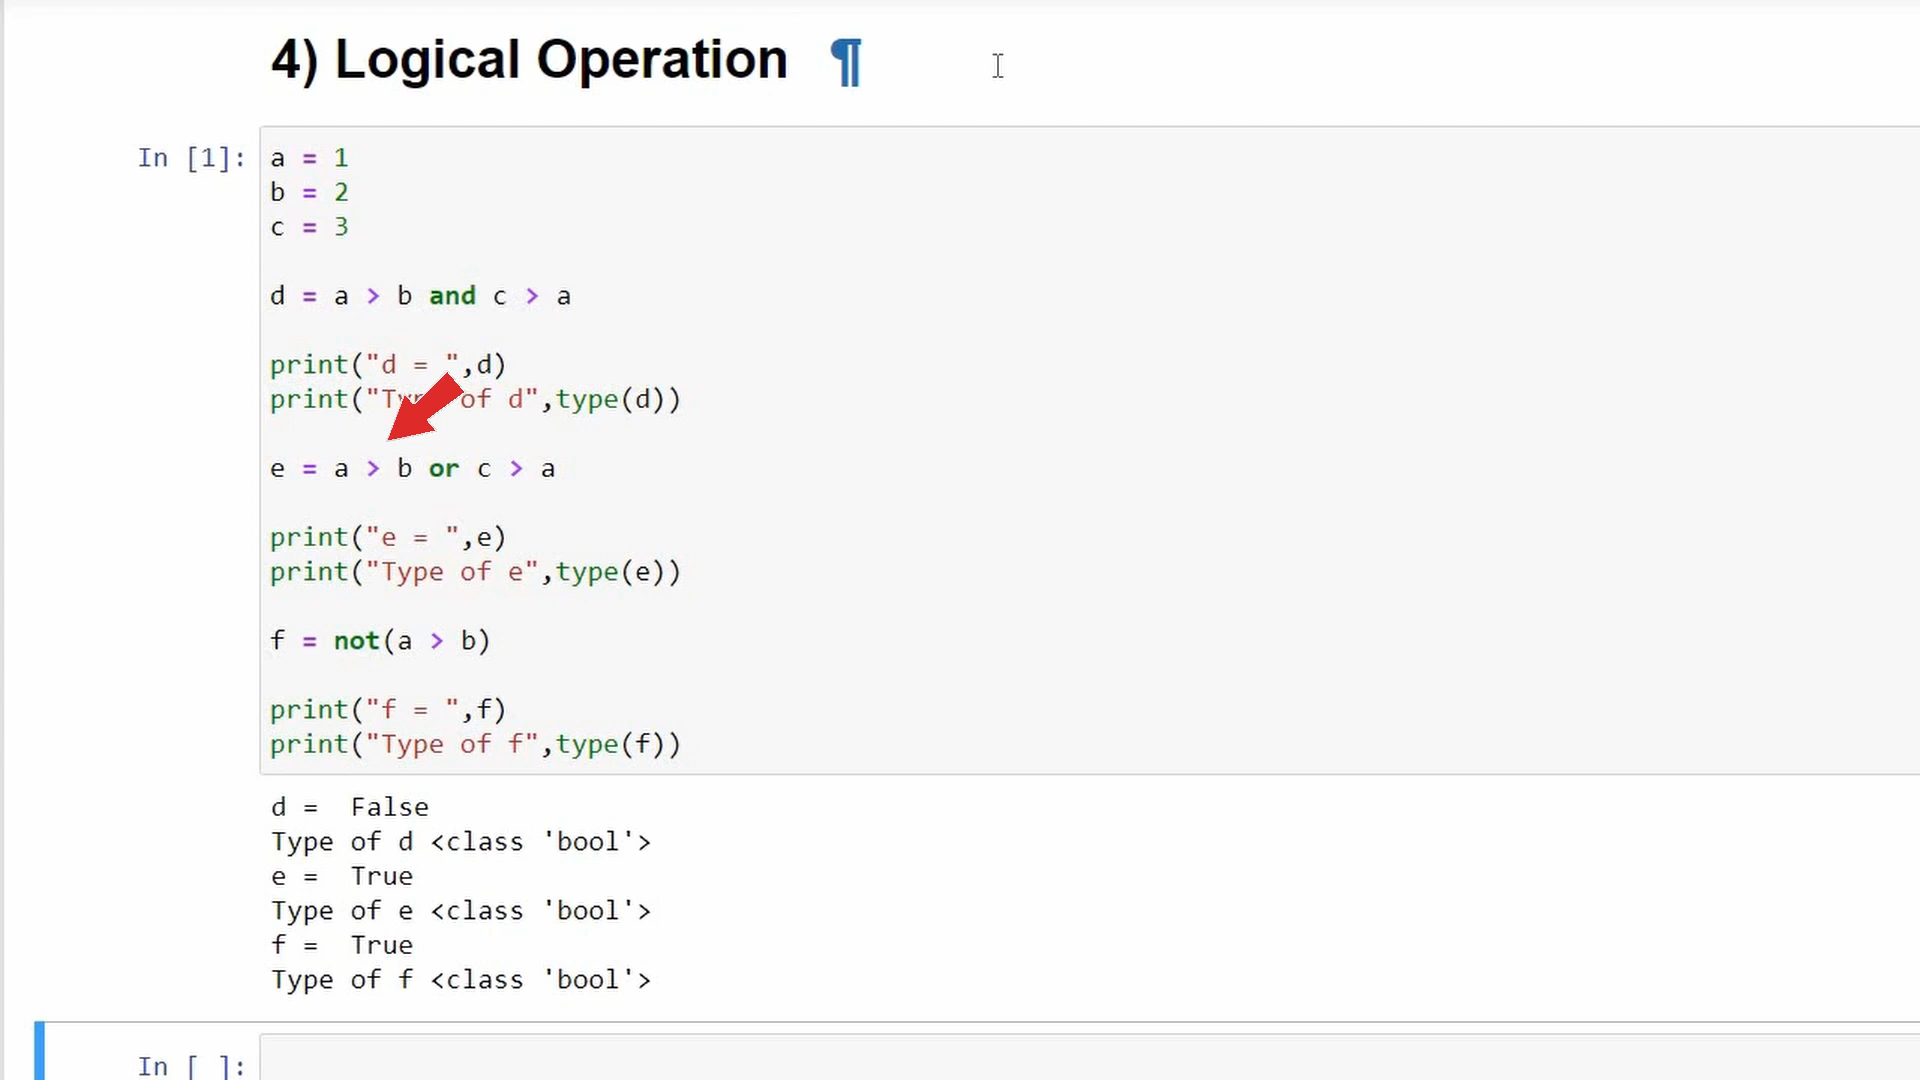 4) Logical Operation ¶
In [1]:
a = 1
b = 2
c = 3
d = a > b and c > a
print("d = ",d)
print("Type of d",type(d))
e = a > b or c > a
print("e = ",e)
print("Type of e",type(e))
f = not(a > b)
print("f = ",f)
print("Type of f",type(f))
d =  False
Type of d <class 'bool'>
e =  True
Type of e <class 'bool'>
f =  True
Type of f <class 'bool'>
In [ ]: